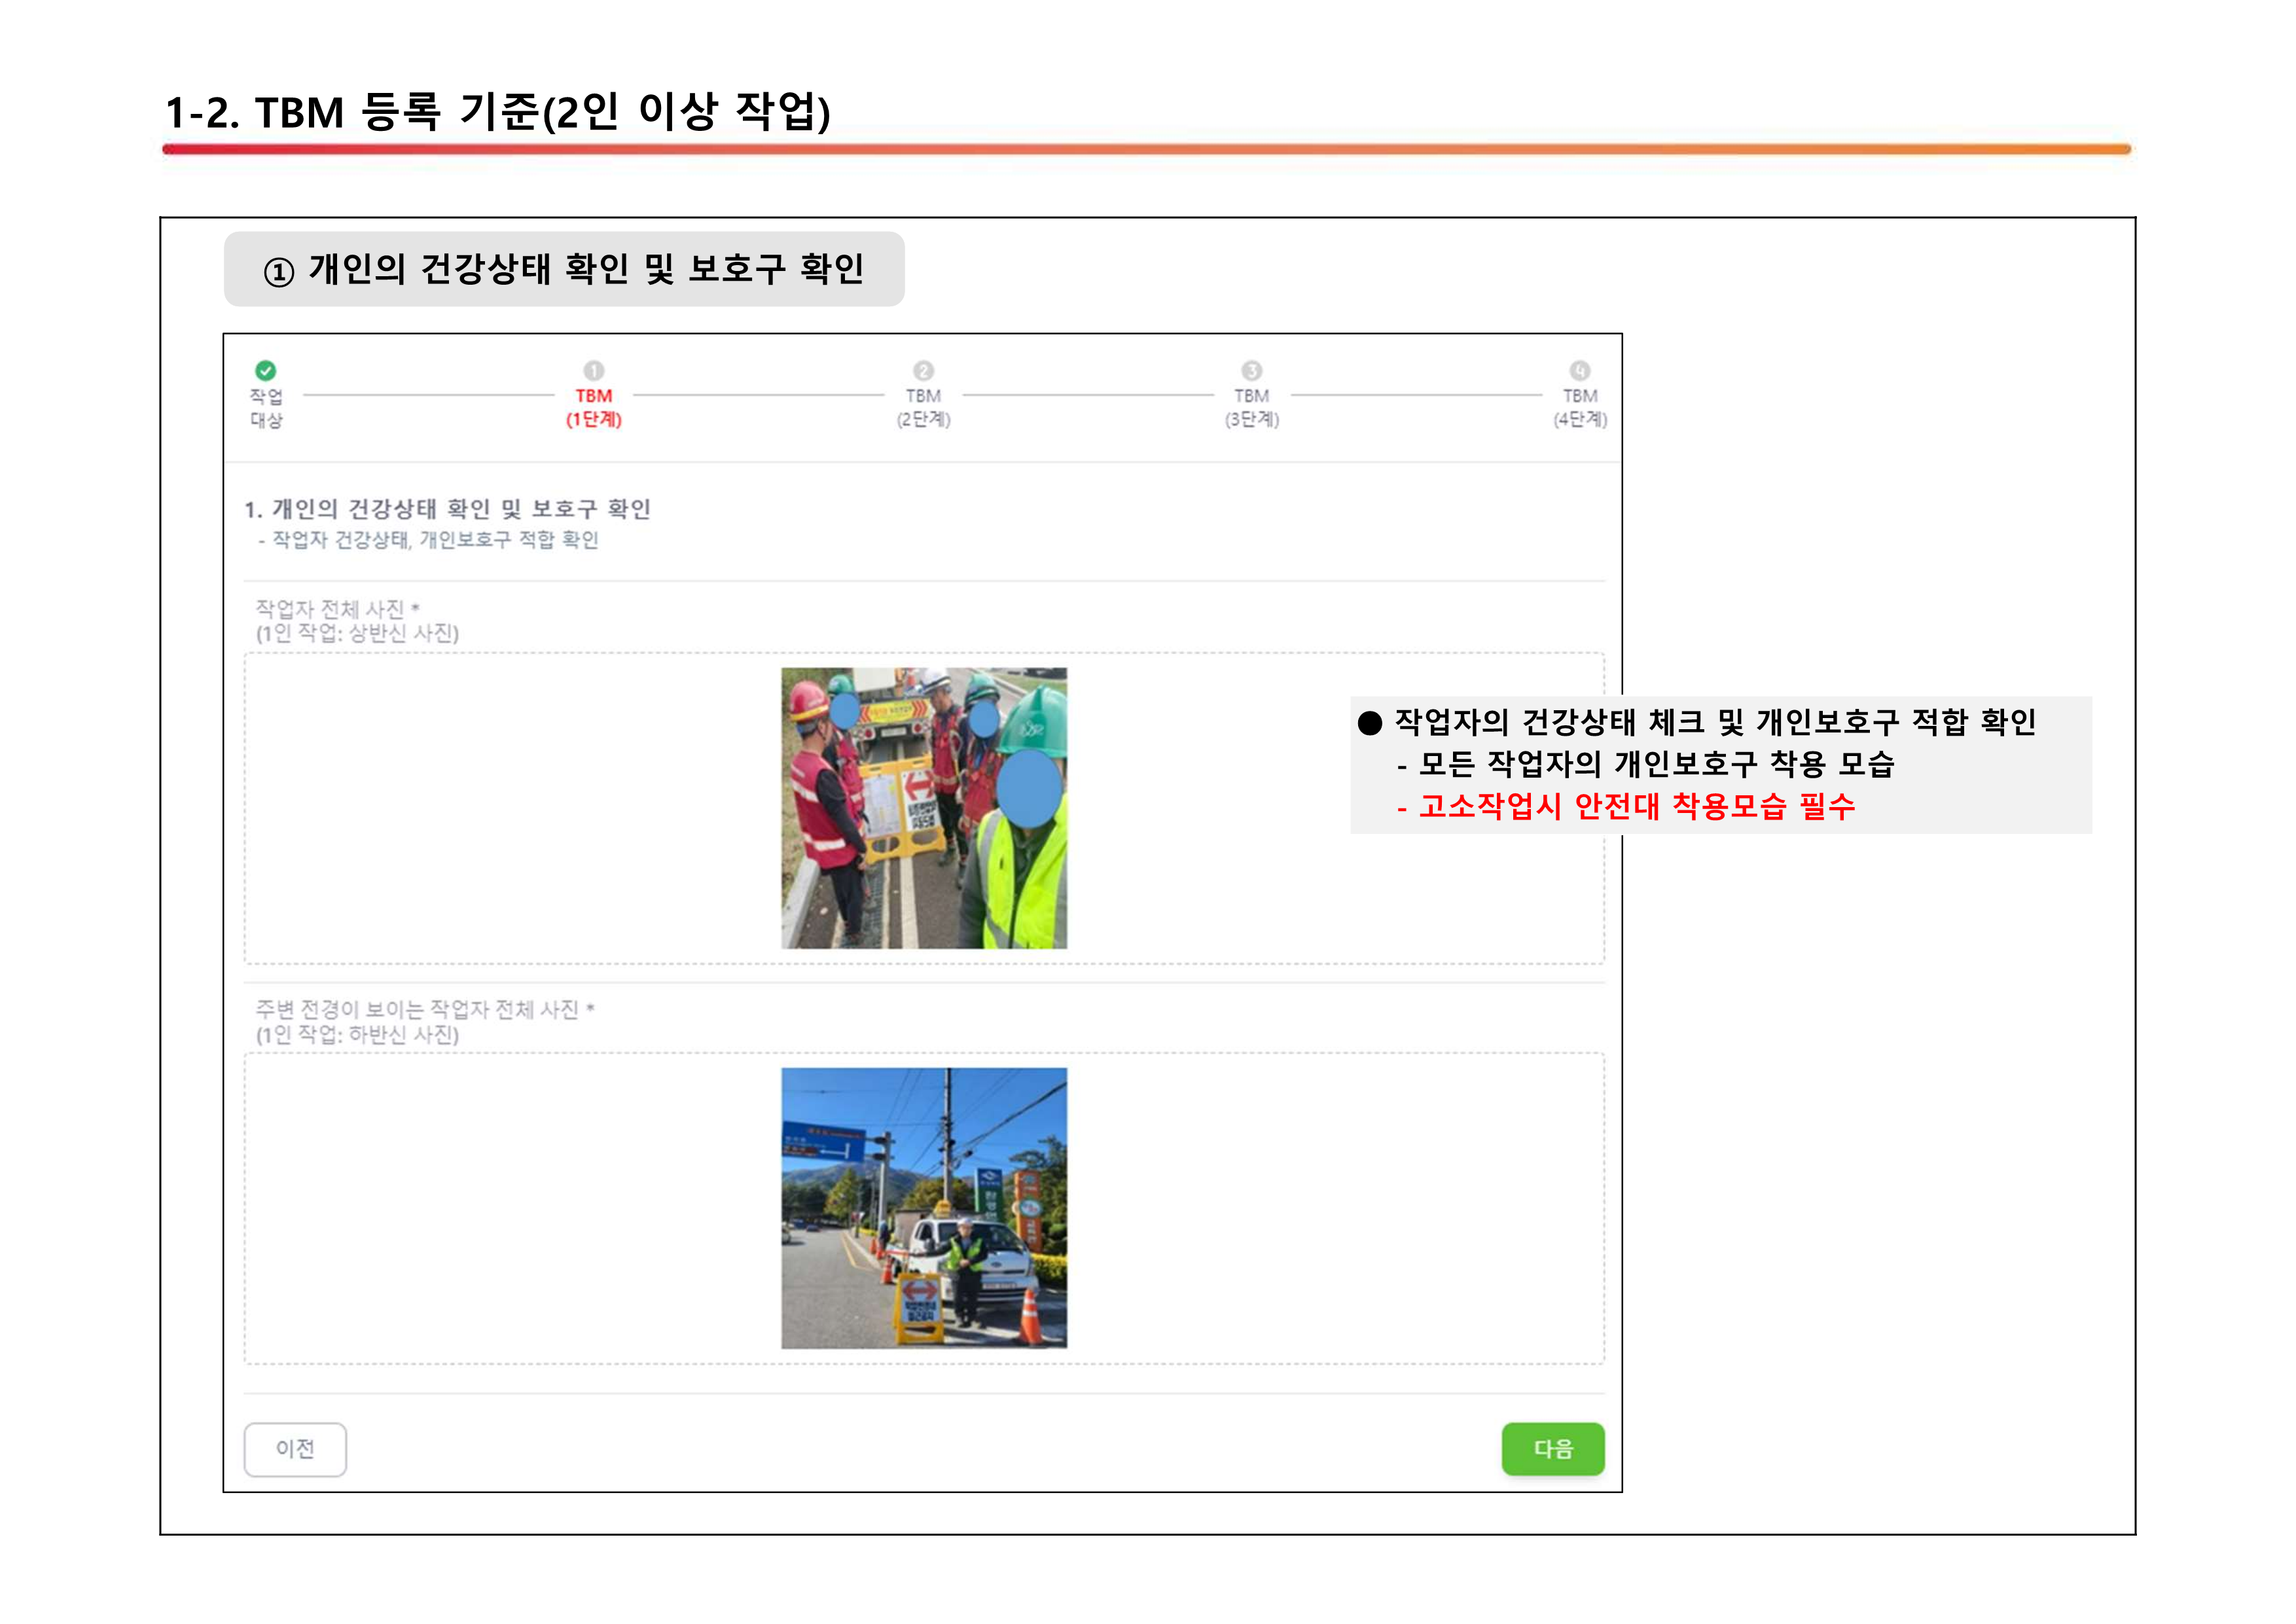 1-2. TBM 등록 기준(2인 이상 작업)
① 개인의 건강상태 확인 및 보호구 확인
작업
대상
1
TBM
(1단계)
2
TBM
(2단계)
3
TBM
(3단계)
4
TBM
(4단계)
1. 개인의 건강상태 확인 및 보호구 확인
- 작업자 건강상태, 개인보호구 적합 확인
작업자 전체 사진 *
(1인 작업: 상반신 사진)
● 작업자의 건강상태 체크 및 개인보호구 적합 확인
- 모든 작업자의 개인보호구 착용 모습
- 고소작업시 안전대 착용모습 필수
주변 전경이 보이는 작업자 전체 사진 *
(1인 작업: 하반신 사진)
이전
다음